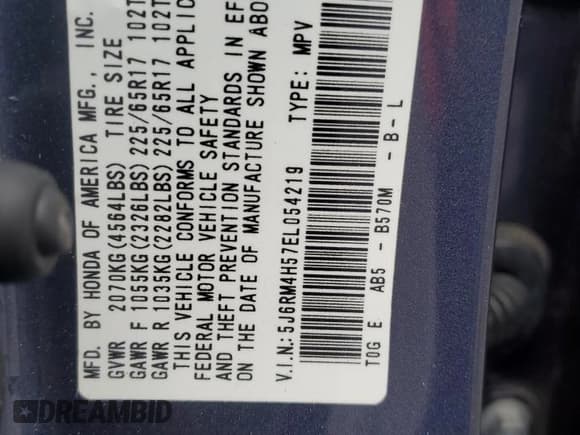 MFD. BY HONDA OF AMERICA MFG., INC.
GVWR 2070KG(4564LBS) TIRE SIZE
GAWR F 1055KG(2326LBS) 225/65R17 102T
GAWR R 1035KG(2282LBS) 225/65R17 102T
THIS VEHICLE CONFORMS TO ALL APPLIC
FEDERAL MOTOR VEHICLE SAFETY
AND THEFT PREVENTION STANDARDS IN EF
ON THE DATE OF MANUFACTURE SHOWN ABO
V.I.N.:5J6RM4H57EL054219 TYPE: MPV
T0G E AB5 - B570M - B - L
DREAMBID